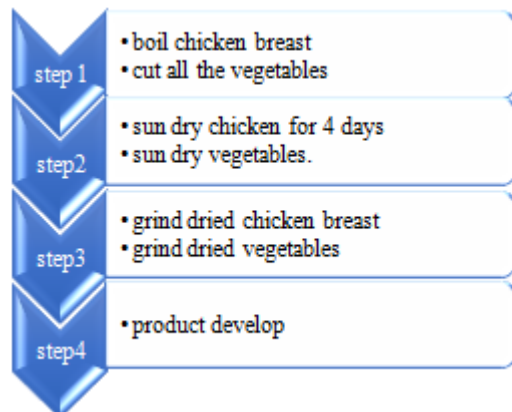 step 1
• boil chicken breast
• cut all the vegetables
step2
• sun dry chicken for 4 days
• sun dry vegetables.
step3
• grind dried chicken breast
• grind dried vegetables
step4
• product develop